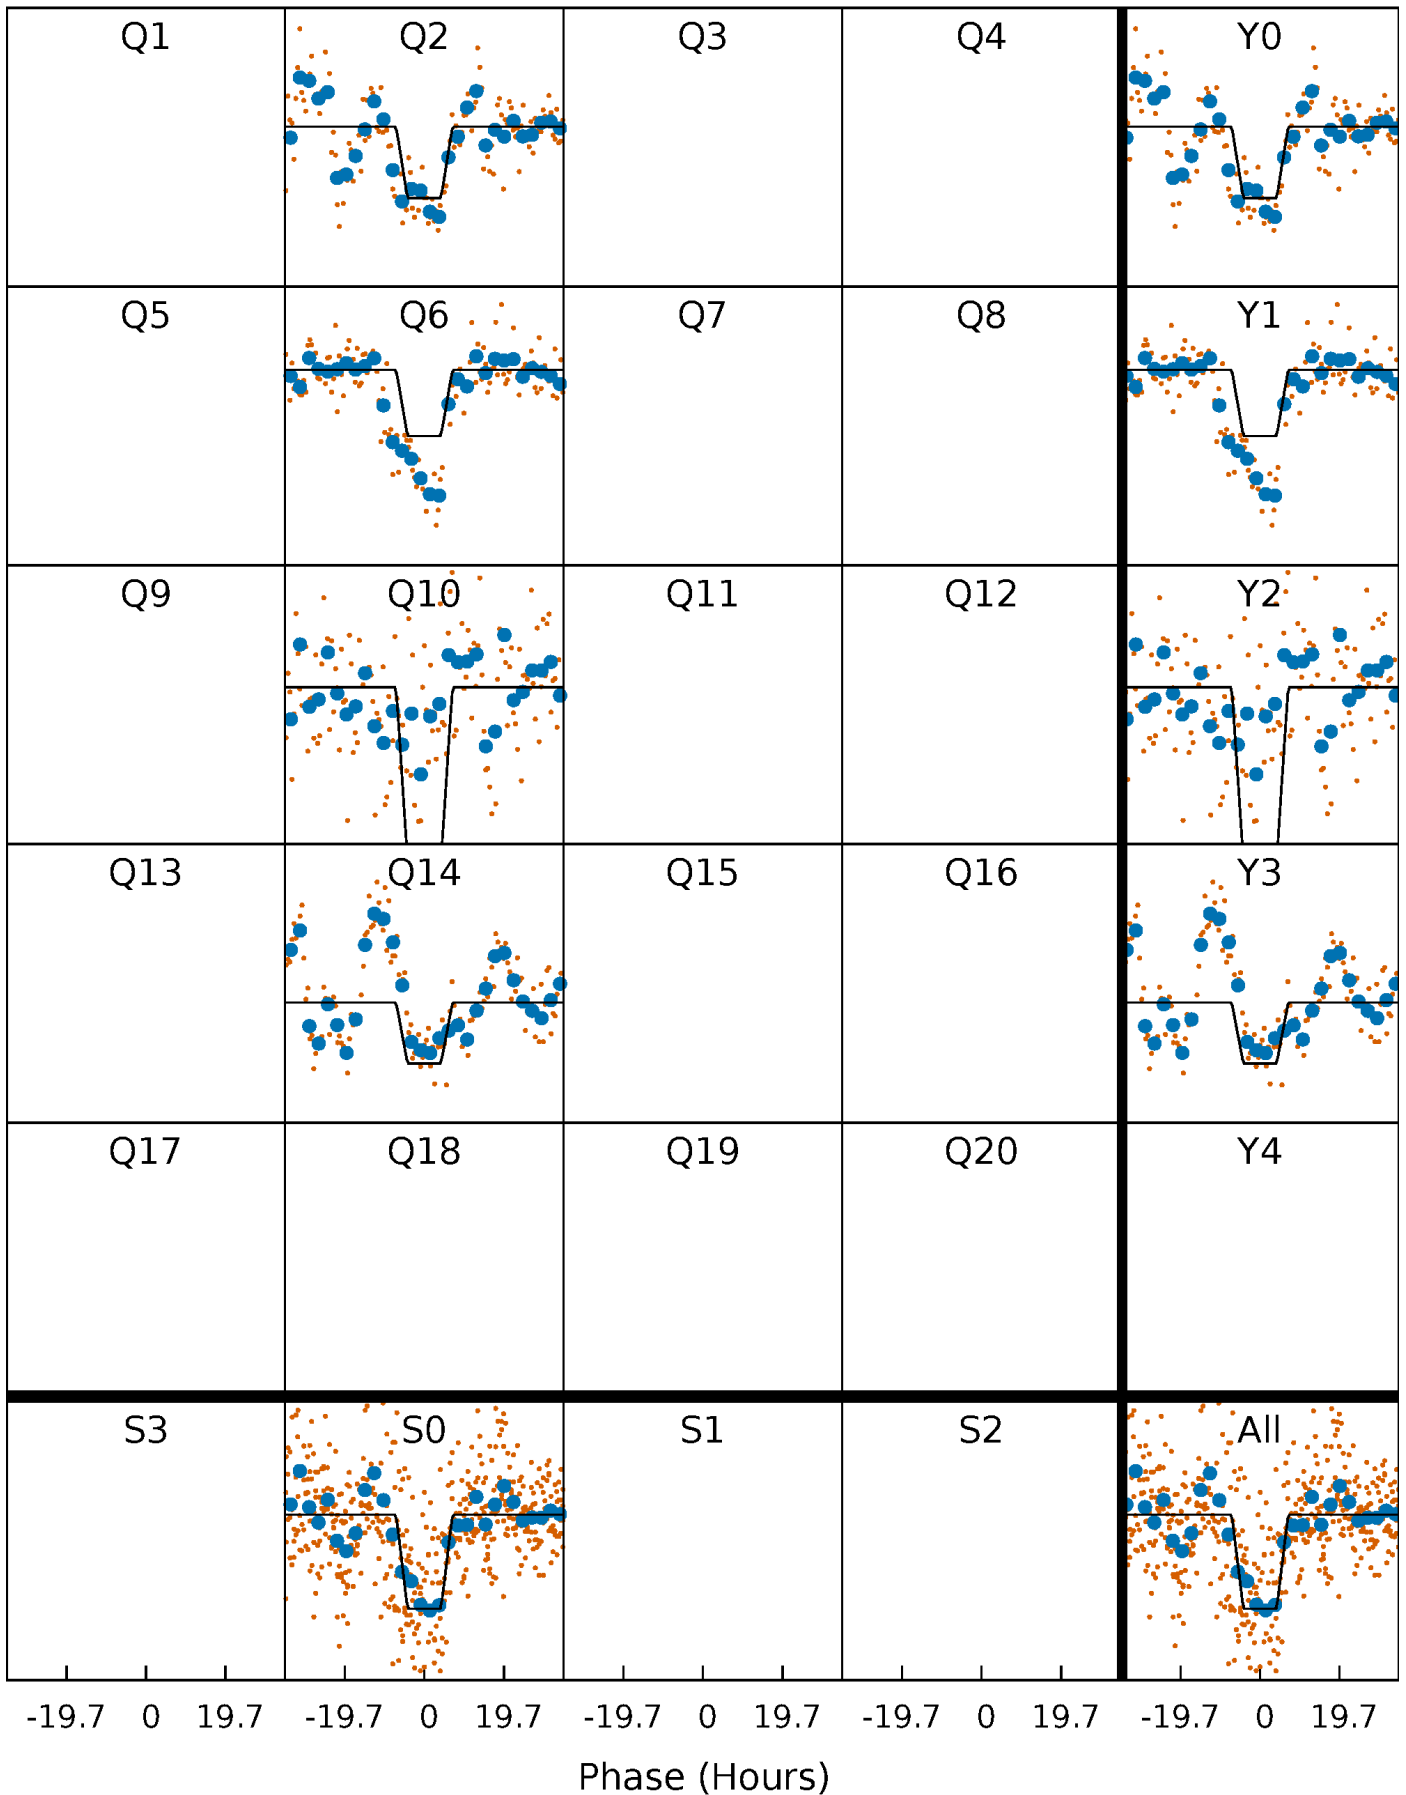 Q1 Q2 Q3 Q4 Y0
Q5 Q6 Q7 Q8 Y1
Q9 Q10 Q11 Q12 Y2
Q13 Q14 Q15 Q16 Y3
Q17 Q18 Q19 Q20 Y4
S3 S0 S1 S2 All
-19.7 0 19.7 -19.7 0 19.7 -19.7 0 19.7 -19.7 0 19.7 -19.7 0 19.7
Phase (Hours)